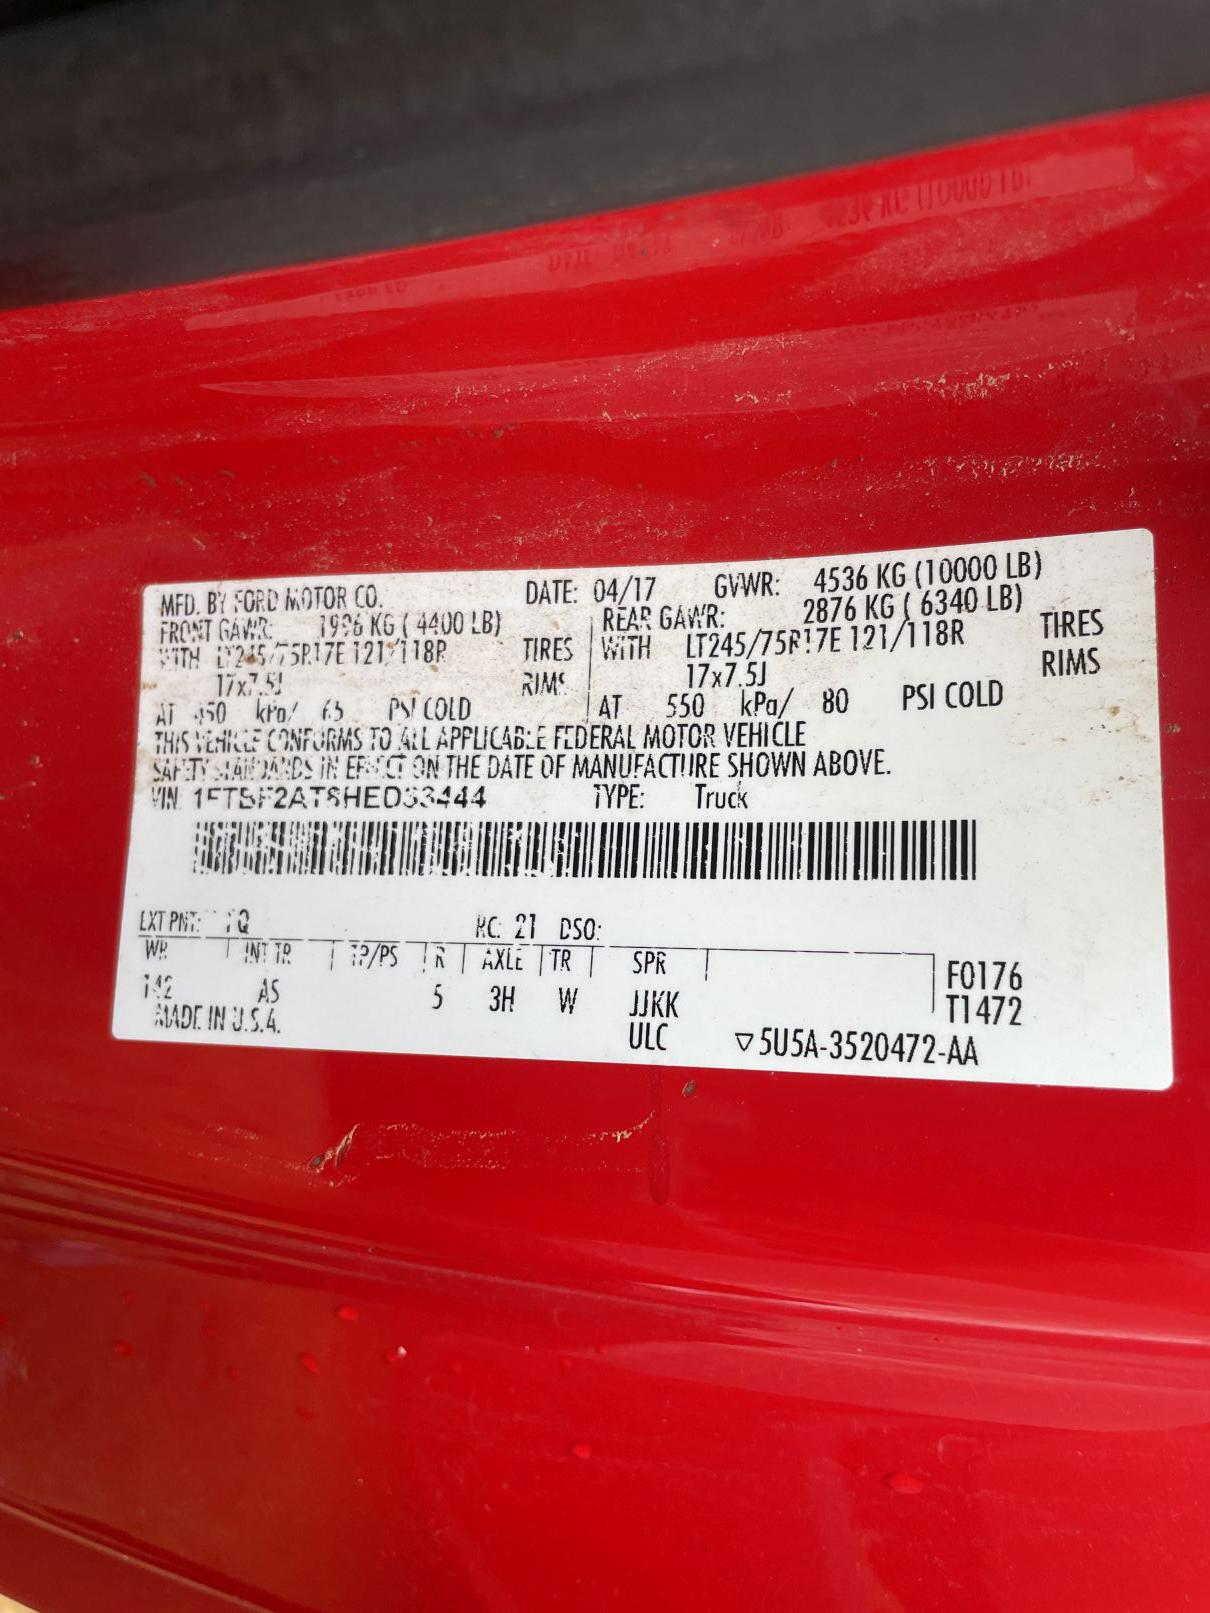 MFD. BY FORD MOTOR CO. DATE: 04/17 GVWR: 4536 KG (10000 LB)
FRONT GAWR: 1996 KG ( 4400 LB) REAR GAWR: 2876 KG ( 6340 LB)
WITH LT245/75R17E 121/118R TIRES WITH LT245/75R17E 121/118R TIRES
17x7.5J RIMS 17x7.5J RIMS
AT 450 kPa/ 65 PSI COLD AT 550 kPa/ 80 PSI COLD
THIS VEHICLE CONFORMS TO ALL APPLICABLE FEDERAL MOTOR VEHICLE
SAFETY STANDARDS IN EFFECT ON THE DATE OF MANUFACTURE SHOWN ABOVE.
VIN: TYPE: Truck
EXT PNT: RC: 21 DSO:
WB INT TR TP/PS R AXLE TR SPR F0176
142 AS 5 3H W JJKK T1472
MADE IN U.S.A. ULC ▽5U5A-3520472-AA